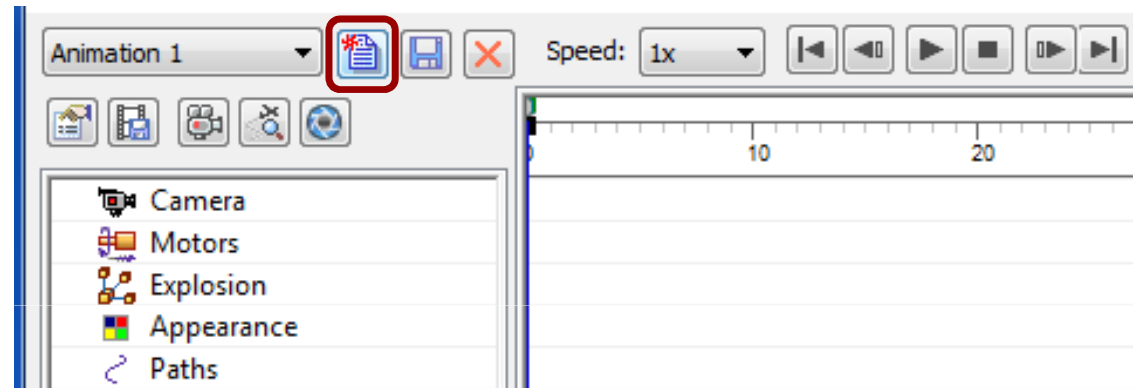 Animation 1 Speed: 1x
0 10 20
Camera
Motors
Explosion
Appearance
Paths